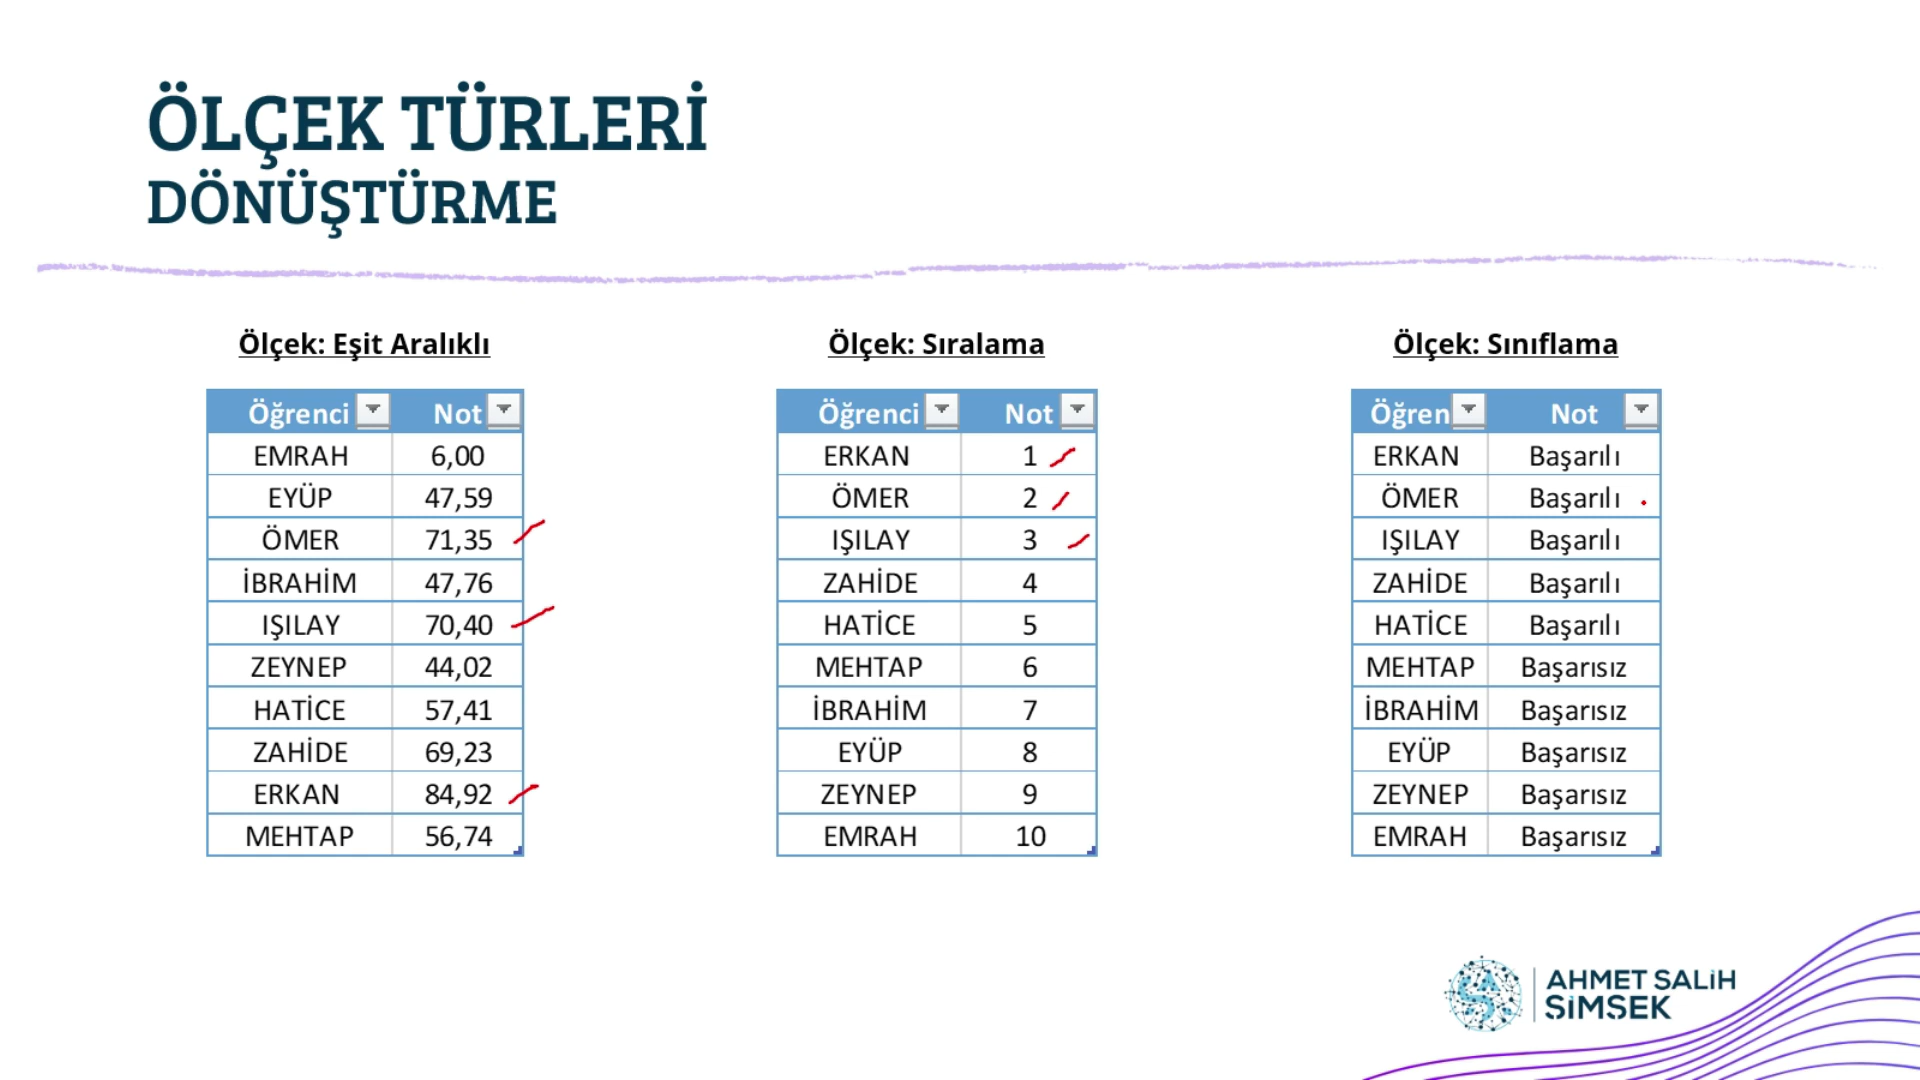 ÖLÇEK TÜRLERİ
DÖNÜŞTÜRME
Ölçek: Eşit Aralıklı
Öğrenci Not
EMRAH 6,00
EYÜP 47,59
ÖMER 71,35
İBRAHİM 47,76
IŞILAY 70,40
ZEYNEP 44,02
HATİCE 57,41
ZAHİDE 69,23
ERKAN 84,92
MEHTAP 56,74
Ölçek: Sıralama
Öğrenci Not
ERKAN 1
ÖMER 2
IŞILAY 3
ZAHİDE 4
HATİCE 5
MEHTAP 6
İBRAHİM 7
EYÜP 8
ZEYNEP 9
EMRAH 10
Ölçek: Sınıflama
Öğren Not
ERKAN Başarılı
ÖMER Başarılı
IŞILAY Başarılı
ZAHİDE Başarılı
HATİCE Başarılı
MEHTAP Başarısız
İBRAHİM Başarısız
EYÜP Başarısız
ZEYNEP Başarısız
EMRAH Başarısız
AHMET SALİH
SİMSEK